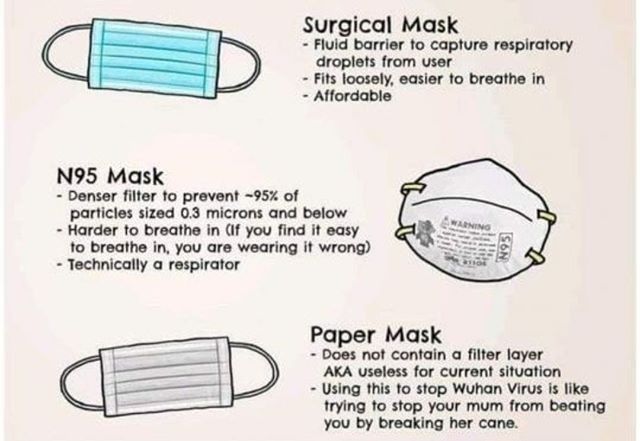 Surgical Mask
- Fluid barrier to capture respiratory
droplets from user
- Fits loosely, easier to breathe in
- Affordable
N95 Mask
- Denser filter to prevent ~95% of
particles sized 0.3 microns and below
- Harder to breathe in (If you find it easy
to breathe in, you are wearing it wrong)
- Technically a respirator
WARNING
N95
Paper Mask
- Does not contain a filter layer
AKA useless for current situation
- Using this to stop Wuhan Virus is like
trying to stop your mum from beating
you by breaking her cane.